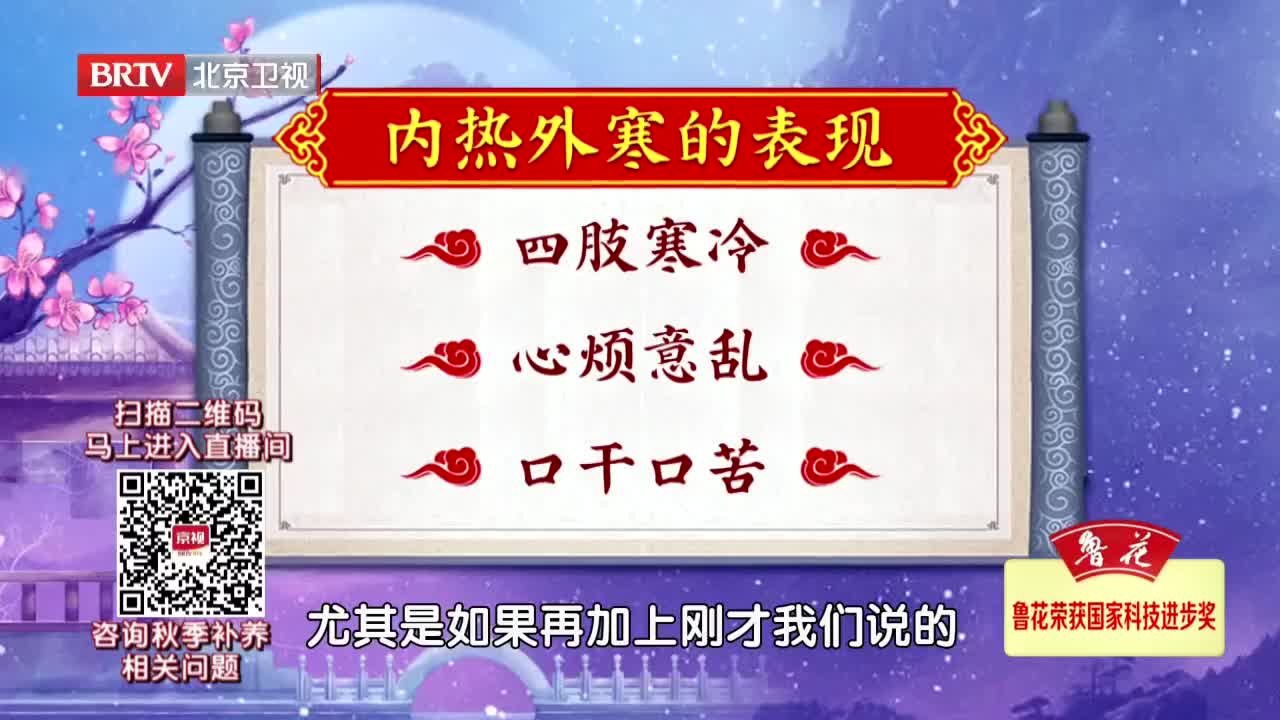 BRTV 北京卫视
内热外寒的表现
四肢寒冷
心烦意乱
口干口苦
扫描二维码
马上进入直播间
京视
BRTV
咨询秋季补养
相关问题
鲁花
鲁花荣获国家科技进步奖
尤其是如果再加上刚才我们说的